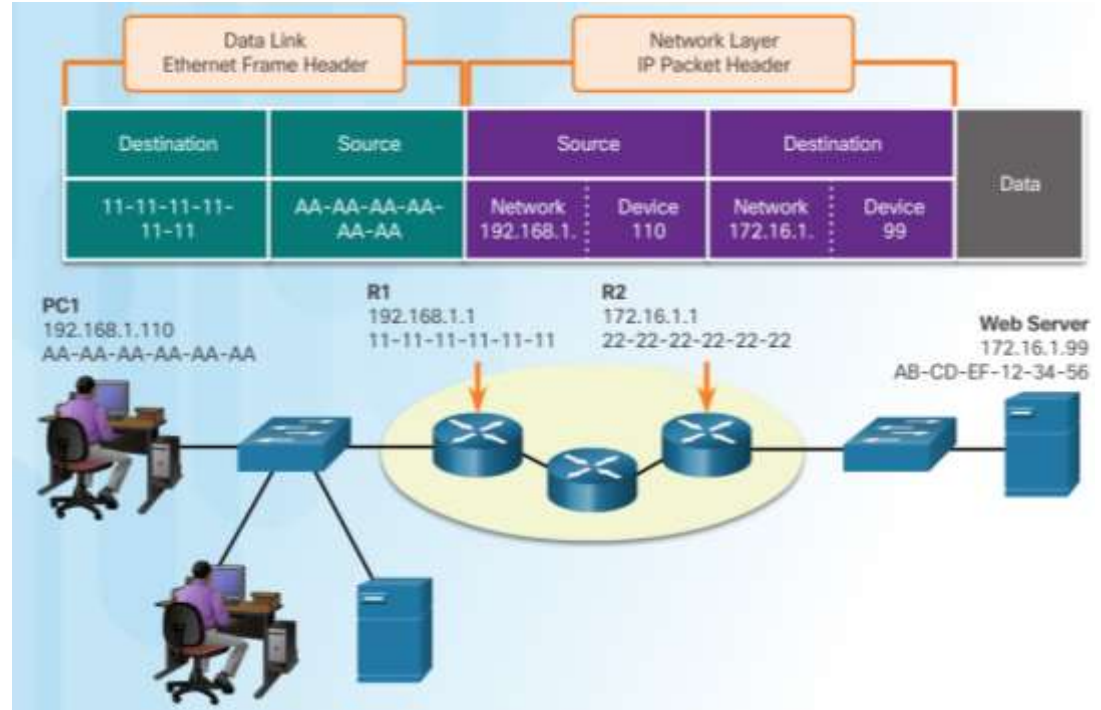 Data Link
Ethernet Frame Header
Network Layer
IP Packet Header
Destination
Source
Source
Destination
Data
11-11-11-11-
11-11
AA-AA-AA-AA-
AA-AA
Network
192.168.1.
Device
110
Network
172.16.1.
Device
99
PC1
192.168.1.110
AA-AA-AA-AA-AA-AA
R1
192.168.1.1
11-11-11-11-11-11
R2
172.16.1.1
22-22-22-22-22-22
Web Server
172.16.1.99
AB-CD-EF-12-34-56